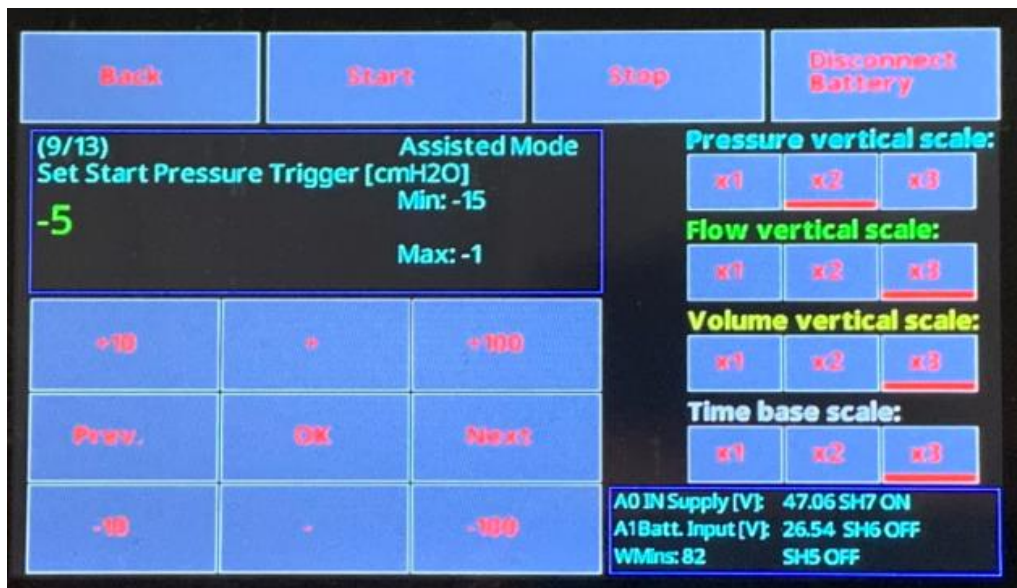 Back
Start
Stop
Disconnect
Battery
(9/13)
Assisted Mode
Set Start Pressure Trigger [cmH2O]
-5
Min: -15
Max: -1
+10
+
+100
Prev.
OK
Next
-10
-
-100
Pressure vertical scale:
x1
x2
x3
Flow vertical scale:
x1
x2
x3
Volume vertical scale:
x1
x2
x3
Time base scale:
x1
x2
x3
A0 IN Supply [V]: 47.06 SH7 ON
A1 Batt. Input [V]: 26.54 SH6 OFF
WMins: 82 SH5 OFF